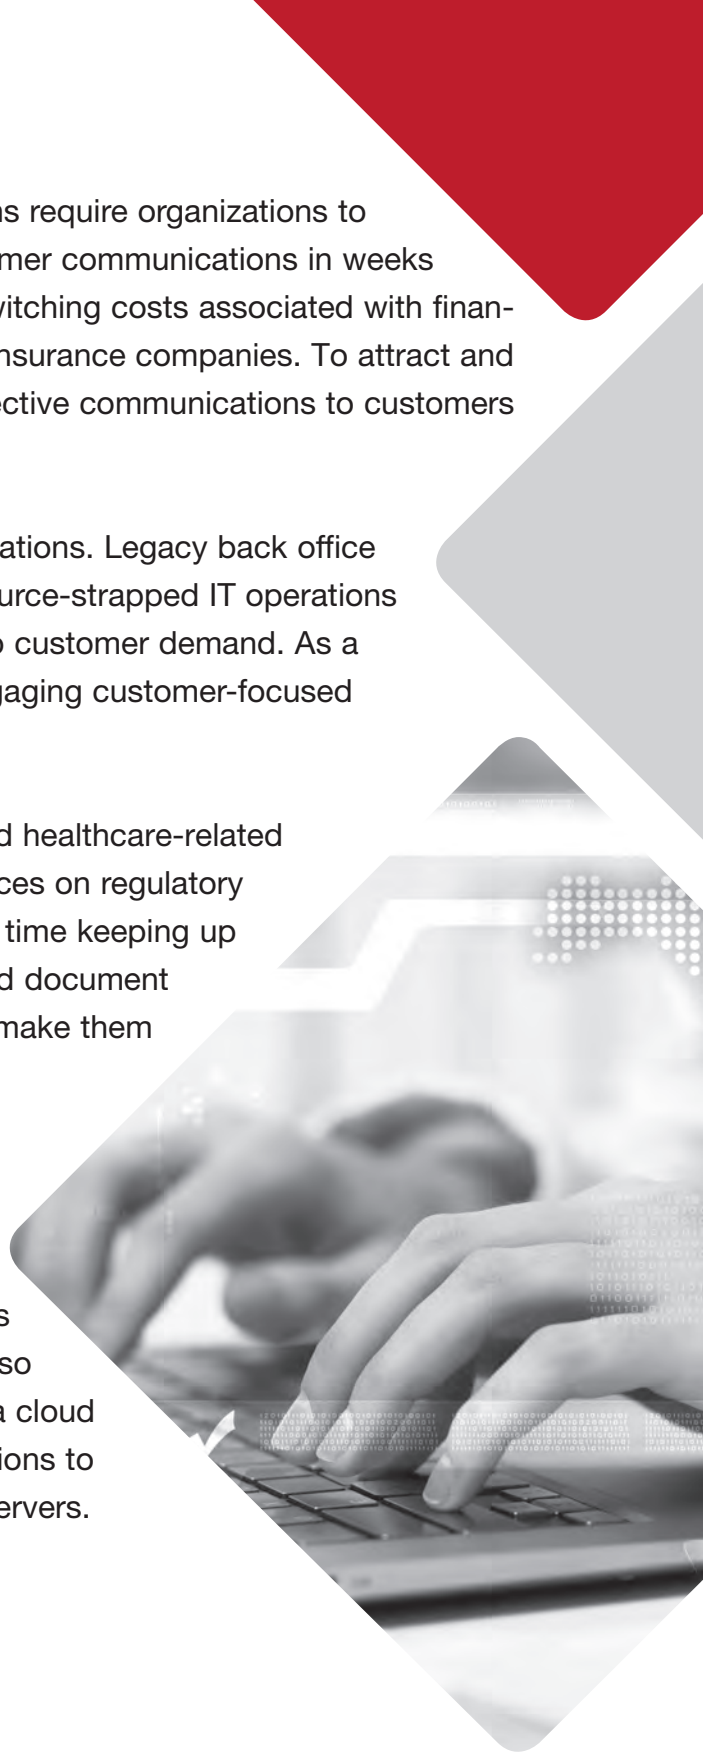 ns require organizations to
mer communications in weeks
witching costs associated with finan-
nsurance companies. To attract and
ective communications to customers
ations. Legacy back office
urce-strapped IT operations
o customer demand. As a
gaging customer-focused
d healthcare-related
ces on regulatory
time keeping up
d document
make them
s
so
a cloud
ions to
ervers.